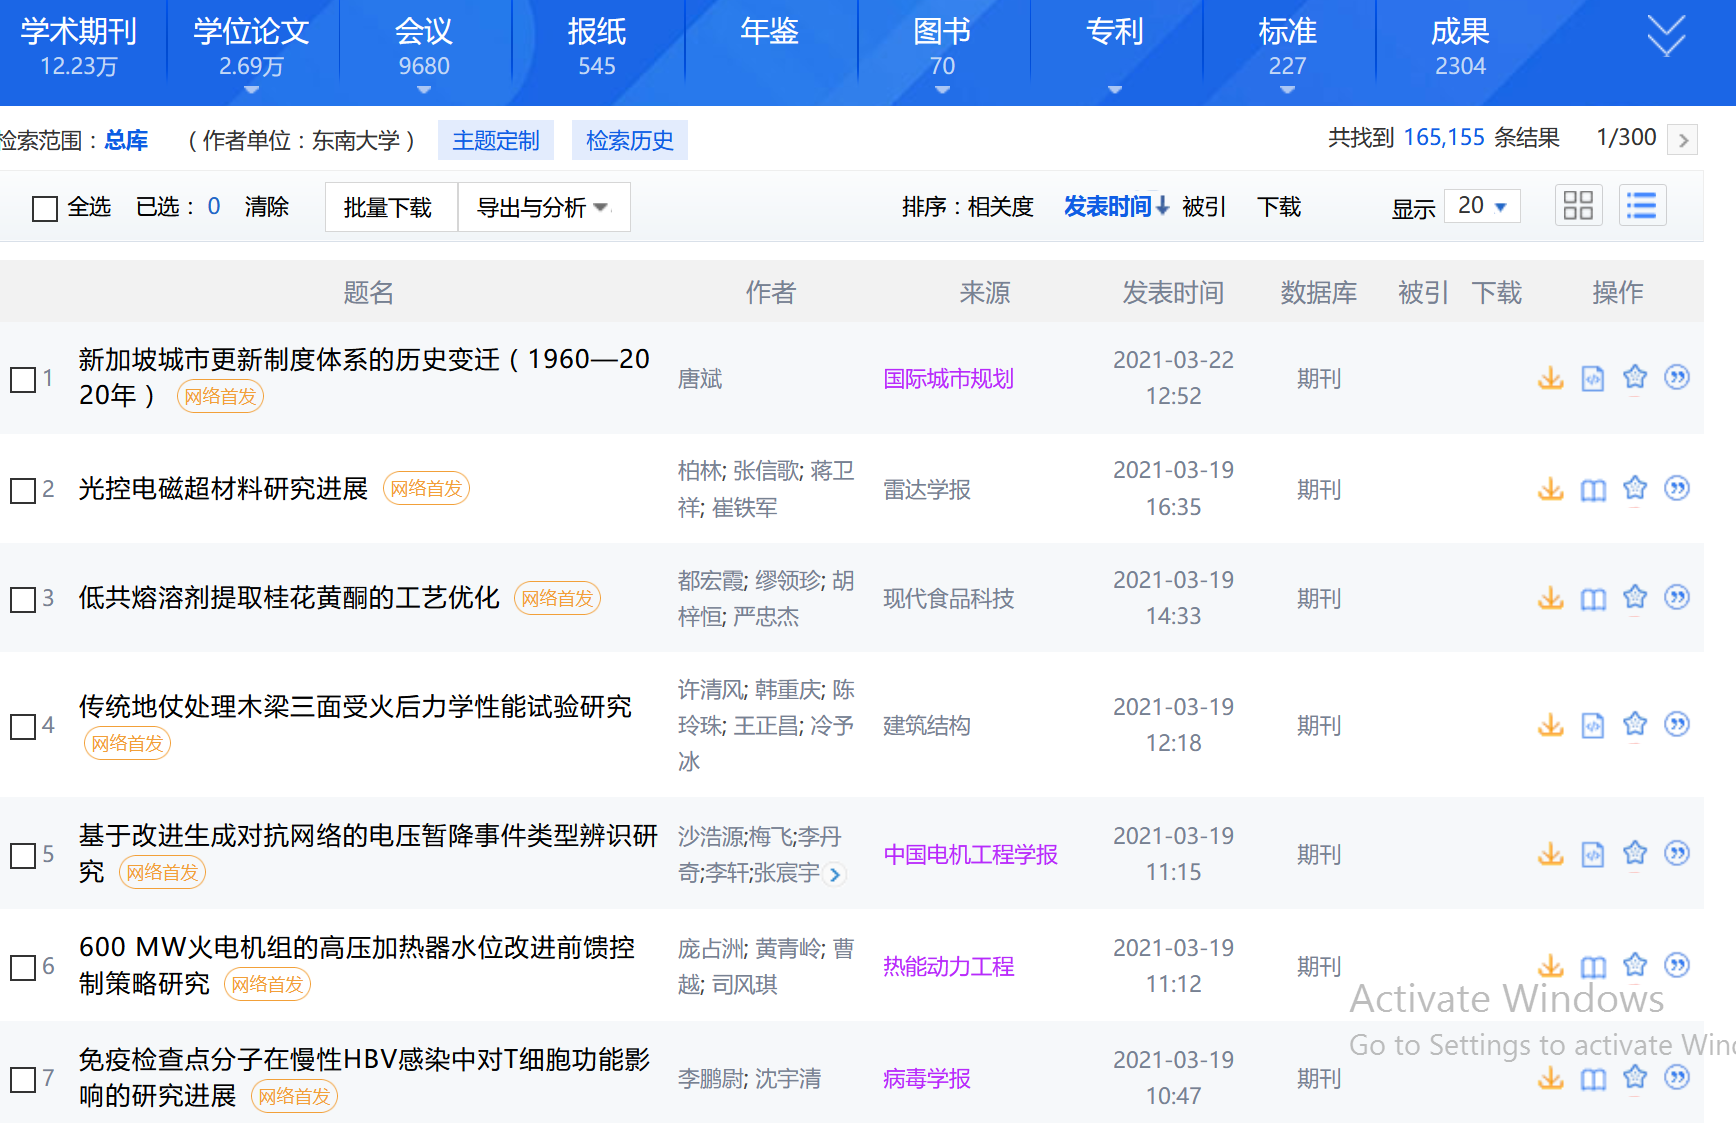 学术期刊 学位论文 会议 报纸 年鉴 图书 专利 标准 成果
12.23万 2.69万 9680 545 70 227 2304
检索范围：总库 （作者单位：东南大学） 主题定制 检索历史 共找到 165,155 条结果 1/300
全选 已选：0 清除 批量下载 导出与分析 排序：相关度 发表时间↓ 被引 下载 显示 20
题名 作者 来源 发表时间 数据库 被引 下载 操作
1 新加坡城市更新制度体系的历史变迁（1960—20
20年） 网络首发
唐斌
国际城市规划
2021-03-22
12:52
期刊
2 光控电磁超材料研究进展 网络首发
柏林; 张信歌; 蒋卫
祥; 崔铁军
雷达学报
2021-03-19
16:35
期刊
3 低共熔溶剂提取桂花黄酮的工艺优化 网络首发
都宏霞; 缪领珍; 胡
梓恒; 严忠杰
现代食品科技
2021-03-19
14:33
期刊
4 传统地仗处理木梁三面受火后力学性能试验研究
网络首发
许清风; 韩重庆; 陈
玲珠; 王正昌; 冷予
冰
建筑结构
2021-03-19
12:18
期刊
5 基于改进生成对抗网络的电压暂降事件类型辨识研
究 网络首发
沙浩源;梅飞;李丹
奇;李轩;张宸宇
中国电机工程学报
2021-03-19
11:15
期刊
6 600 MW火电机组的高压加热器水位改进前馈控
制策略研究 网络首发
庞占洲; 黄青岭; 曹
越; 司风琪
热能动力工程
2021-03-19
11:12
期刊
7 免疫检查点分子在慢性HBV感染中对T细胞功能影
响的研究进展 网络首发
李鹏尉; 沈宇清
病毒学报
2021-03-19
10:47
期刊
Activate Windows
Go to Settings to activate Win